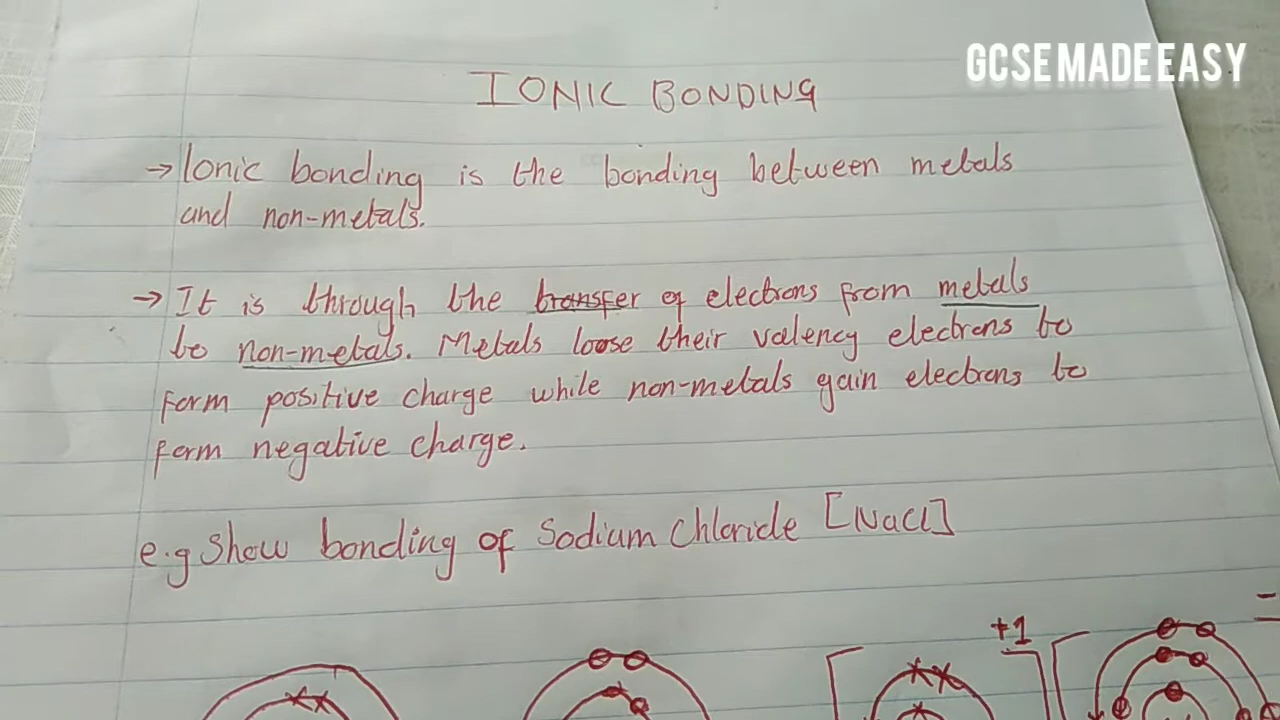 GCSE MADE EASY
IONIC BONDING
→ Ionic bonding is the bonding between metals
and non-metals.
→ It is through the transfer of electrons from metals
to non-metals. Metals loose their valency electrons to
form positive charge while non-metals gain electrons to
form negative charge.
e.g Show bonding of Sodium Chloride [NaCl]
+1
-